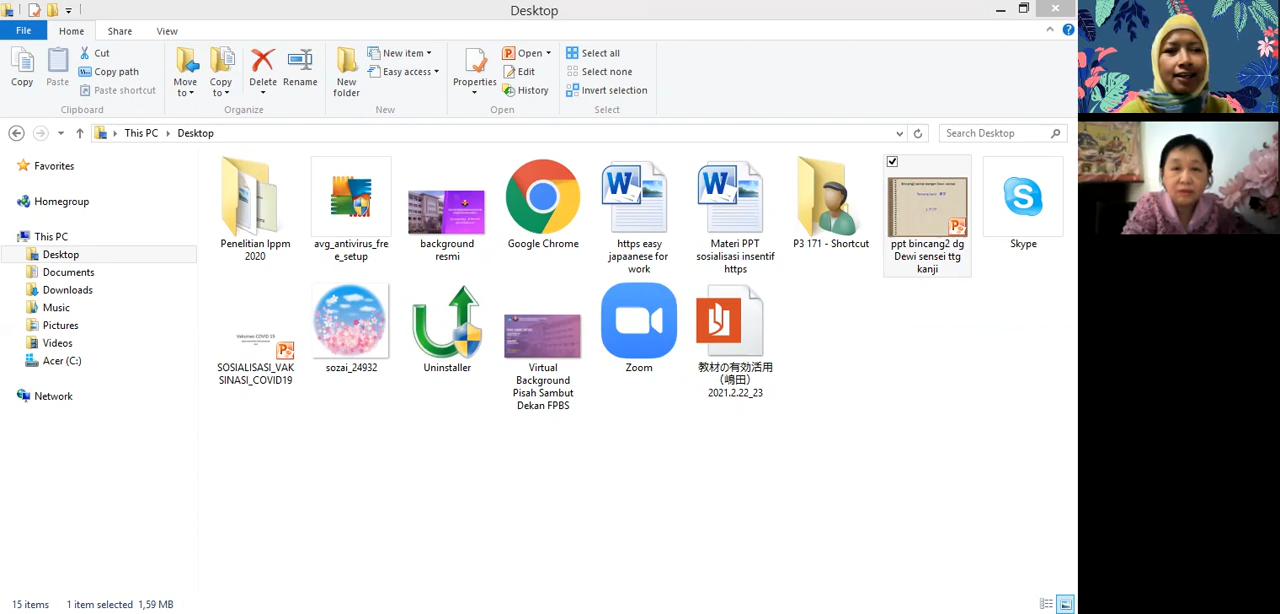 Desktop
File Home Share View
Copy
Paste
Cut
Copy path
Paste shortcut
Clipboard
Move to
Copy to
Delete
Rename
Organize
New folder
New item
Easy access
New
Properties
Open
Edit
History
Open
Select all
Select none
Invert selection
Select
This PC Desktop
Search Desktop
Favorites
Homegroup
This PC
Desktop
Documents
Downloads
Music
Pictures
Videos
Acer (C:)
Network
Penelitian lppm
2020
avg_antivirus_fre
e_setup
background
resmi
Google Chrome
https easy
japaanese for
work
Materi PPT
sosialisasi insentif
https
P3 171 - Shortcut
ppt bincang2 dg
Dewi sensei ttg
kanji
Skype
SOSIALISASI_VAK
SINASI_COVID19
sozai_24932
Uninstaller
Virtual
Background
Pisah Sambut
Dekan FPBS
Zoom
教材の有効活用
（嶋田）
2021.2.22_23
15 items 1 item selected 1,59 MB